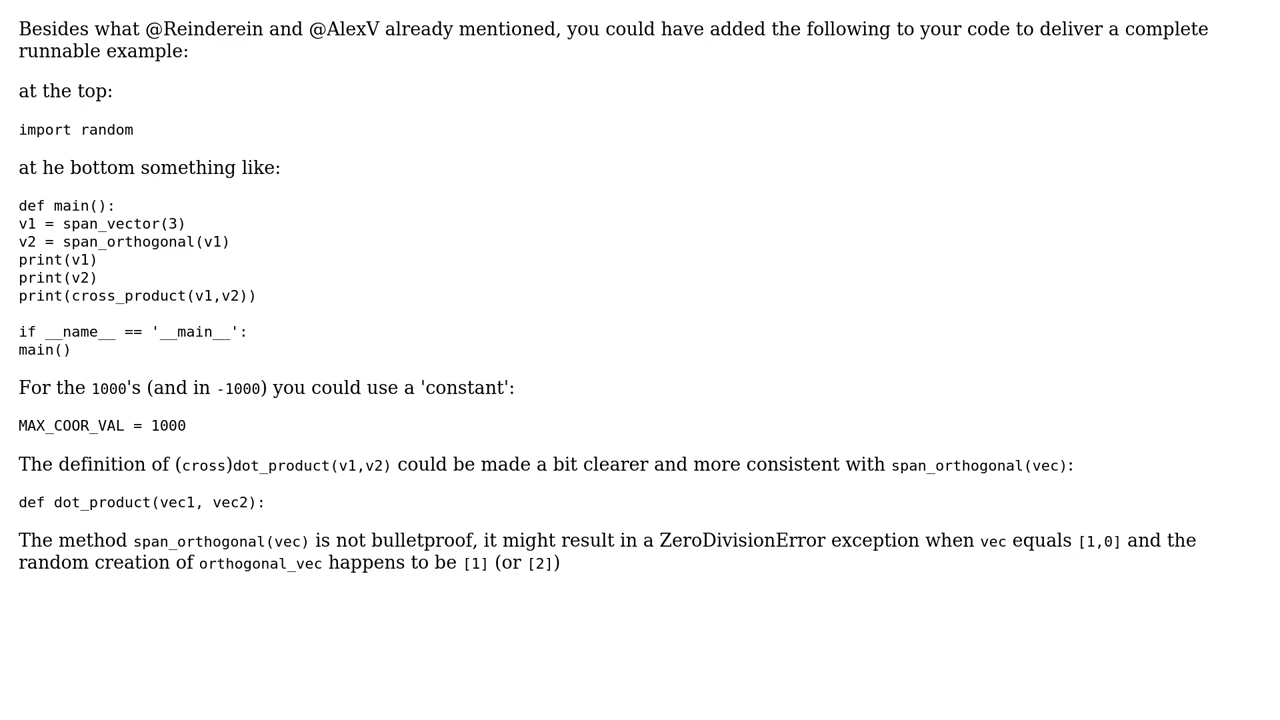 Besides what @Reinderein and @AlexV already mentioned, you could have added the following to your code to deliver a complete
runnable example:
at the top:
import random
at he bottom something like:
def main():
v1 = span_vector(3)
v2 = span_orthogonal(v1)
print(v1)
print(v2)
print(cross_product(v1,v2))
if __name__ == '__main__':
main()
For the 1000's (and in -1000) you could use a 'constant':
MAX_COOR_VAL = 1000
The definition of (cross)dot_product(v1,v2) could be made a bit clearer and more consistent with span_orthogonal(vec):
def dot_product(vec1, vec2):
The method span_orthogonal(vec) is not bulletproof, it might result in a ZeroDivisionError exception when vec equals [1,0] and the
random creation of orthogonal_vec happens to be [1] (or [2])